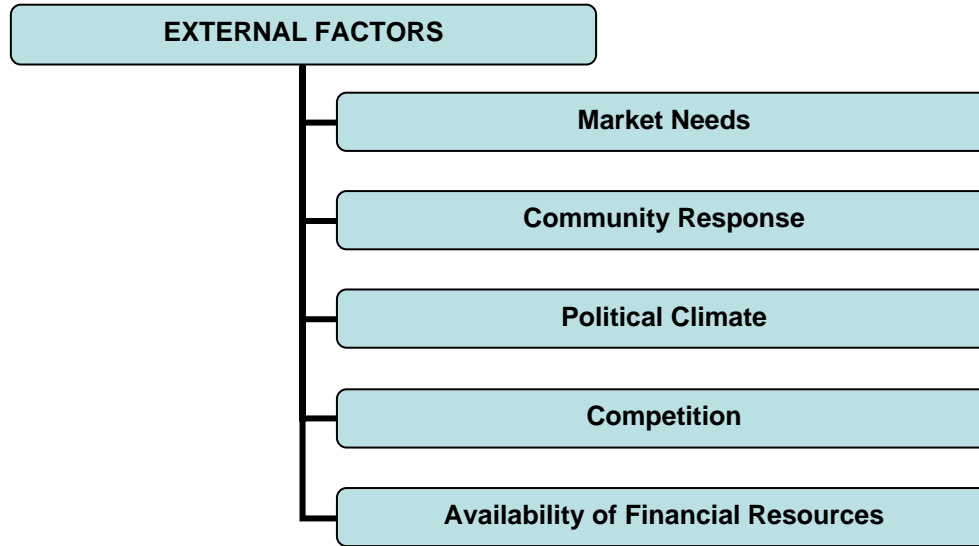 EXTERNAL FACTORS
Market Needs
Community Response
Political Climate
Competition
Availability of Financial Resources